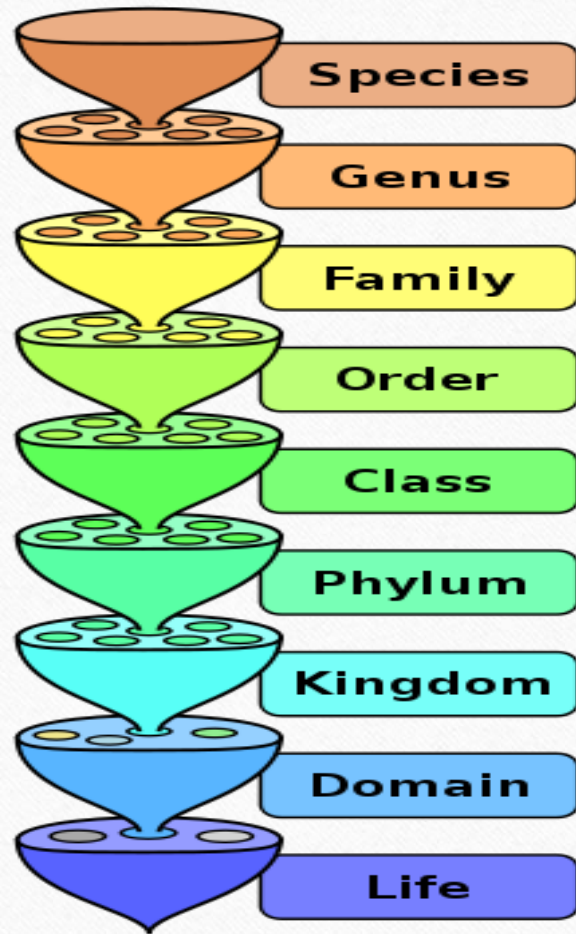 Species
Genus
Family
Order
Class
Phylum
Kingdom
Domain
Life